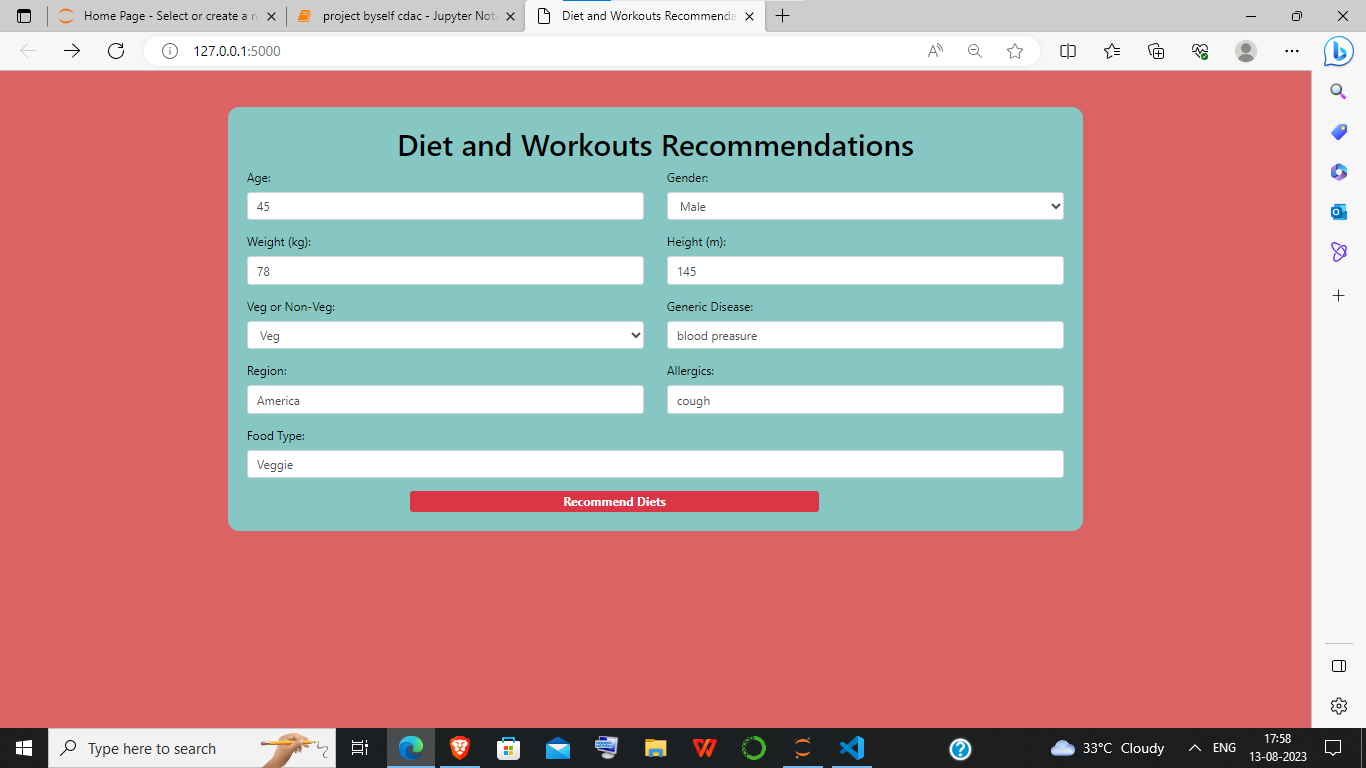 Home Page - Select or create a n
project byself cdac - Jupyter Not
Diet and Workouts Recommenda
127.0.0.1:5000
Diet and Workouts Recommendations
Age:
Gender:
45
Male
Weight (kg):
Height (m):
78
145
Veg or Non-Veg:
Generic Disease:
Veg
blood preasure
Region:
Allergics:
America
cough
Food Type:
Veggie
Recommend Diets
Type here to search
33°C Cloudy
ENG
17:58
13-08-2023